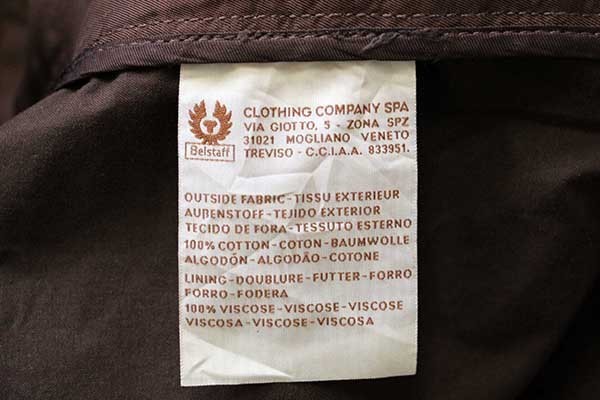 Belstaff
CLOTHING COMPANY SPA
VIA GIOTTO, 5 - ZONA SPZ
31021 MOGLIANO VENETO
TREVISO - C.C.I.A.A. 833951.
OUTSIDE FABRIC-TISSU EXTERIEUR
AUBENSTOFF-TEJIDO EXTERIOR
TECIDO DE FORA-TESSUTO ESTERNO
100% COTTON-COTON-BAUMWOLLE
ALGODÓN-ALGODÃO-COTONE
LINING-DOUBLURE-FUTTER-FORRO
FORRO-FODERA
100% VISCOSE-VISCOSE-VISCOSE
VISCOSA-VISCOSE-VISCOSA